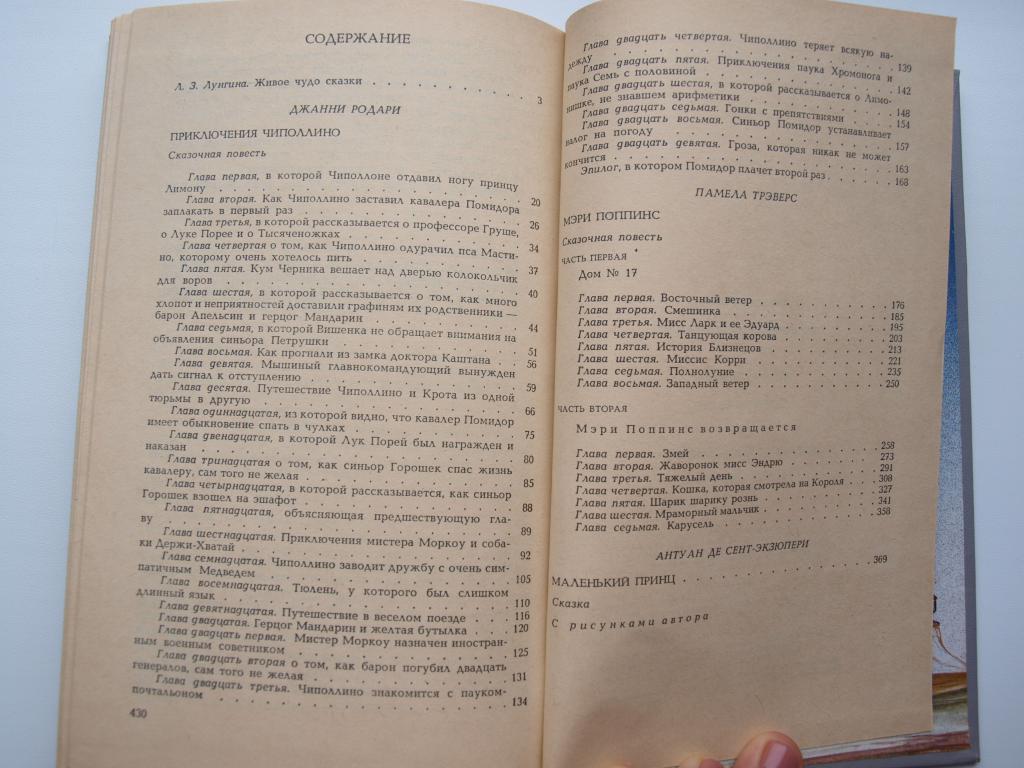 СОДЕРЖАНИЕ
Л. З. Лунгина. Живое чудо сказки . . . . . . . . . 3
ДЖАННИ РОДАРИ
ПРИКЛЮЧЕНИЯ ЧИПОЛЛИНО
Сказочная повесть
Глава первая, в которой Чиполлоне отдавил ногу принцу
Лимону . . . . . . . . . 20
Глава вторая. Как Чиполлино заставил кавалера Помидора
заплакать в первый раз . . . . . . . . . 26
Глава третья, в которой рассказывается о профессоре Груше,
о Луке Порее и о Тысяченожках . . . . . . . . . 34
Глава четвертая о том, как Чиполлино одурачил пса Масти-
но, которому очень хотелось пить . . . . . . . . . 37
Глава пятая. Кум Черника вешает над дверью колокольчик
для воров . . . . . . . . . 40
Глава шестая, в которой рассказывается о том, как много
хлопот и неприятностей доставили графиням их родственники —
барон Апельсин и герцог Мандарин . . . . . . . . . 44
Глава седьмая, в которой Вишенка не обращает внимания на
объявления синьора Петрушки . . . . . . . . . 51
Глава восьмая. Как прогнали из замка доктора Каштана . . 56
Глава девятая. Мышиный главнокомандующий вынужден
дать сигнал к отступлению . . . . . . . . . 59
Глава десятая. Путешествие Чиполлино и Крота из одной
тюрьмы в другую . . . . . . . . . 66
Глава одиннадцатая, из которой видно, что кавалер Помидор
имеет обыкновение спать в чулках . . . . . . . . . 75
Глава двенадцатая, в которой Лук Порей был награжден и
наказан . . . . . . . . . 80
Глава тринадцатая о том, как синьор Горошек спас жизнь
кавалеру, сам того не желая . . . . . . . . . 85
Глава четырнадцатая, в которой рассказывается, как синьор
Горошек взошел на эшафот . . . . . . . . . 88
Глава пятнадцатая, объясняющая предшествующую гла-
ву . . . . . . . . . 89
Глава шестнадцатая. Приключения мистера Моркоу и соба-
ки Держи-Хватай . . . . . . . . . 92
Глава семнадцатая. Чиполлино заводит дружбу с очень сим-
патичным Медведем . . . . . . . . . 105
Глава восемнадцатая. Тюлень, у которого был слишком
длинный язык . . . . . . . . . 110
Глава девятнадцатая. Путешествие в веселом поезде . . . 116
Глава двадцатая. Герцог Мандарин и желтая бутылка . . . 120
Глава двадцать первая. Мистер Моркоу назначен иностран-
ным военным советником . . . . . . . . . 125
Глава двадцать вторая о том, как барон погубил двадцать
генералов, сам того не желая . . . . . . . . . 131
Глава двадцать третья. Чиполлино знакомится с пауком-
почтальоном . . . . . . . . . 134
430
Глава двадцать четвертая. Чиполлино теряет всякую на-
дежду . . . . . . . . . 139
Глава двадцать пятая. Приключения паука Хромонога и
паука Семь с половиной . . . . . . . . . 142
Глава двадцать шестая, в которой рассказывается о Лимо-
нишке, не знавшем арифметики . . . . . . . . . 148
Глава двадцать седьмая. Гонки с препятствиями . . . . 154
Глава двадцать восьмая. Синьор Помидор устанавливает
налог на погоду . . . . . . . . . 157
Глава двадцать девятая. Гроза, которая никак не может
кончится . . . . . . . . . 163
Эпилог, в котором Помидор плачет второй раз . . . . . 168
ПАМЕЛА ТРЭВЕРС
МЭРИ ПОППИНС
Сказочная повесть
ЧАСТЬ ПЕРВАЯ
Дом № 17
Глава первая. Восточный ветер . . . . . . . . . 176
Глава вторая. Смешинка . . . . . . . . . 185
Глава третья. Мисс Ларк и ее Эдуард . . . . . . . . . 195
Глава четвертая. Танцующая корова . . . . . . . . . 203
Глава пятая. История Близнецов . . . . . . . . . 213
Глава шестая. Миссис Корри . . . . . . . . . 221
Глава седьмая. Полнолуние . . . . . . . . . 235
Глава восьмая. Западный ветер . . . . . . . . . 250
ЧАСТЬ ВТОРАЯ
Мэри Поппинс возвращается
Глава первая. Змей . . . . . . . . . 258
Глава вторая. Жаворонок мисс Эндрю . . . . . . . . . 273
Глава третья. Тяжелый день . . . . . . . . . 291
Глава четвертая. Кошка, которая смотрела на Короля . . . 308
Глава пятая. Шарик шарику рознь . . . . . . . . . 327
Глава шестая. Мраморный мальчик . . . . . . . . . 341
Глава седьмая. Карусель . . . . . . . . . 358
АНТУАН ДЕ СЕНТ-ЭКЗЮПЕРИ
МАЛЕНЬКИЙ ПРИНЦ . . . . . . . . . 369
Сказка
С рисунками автора